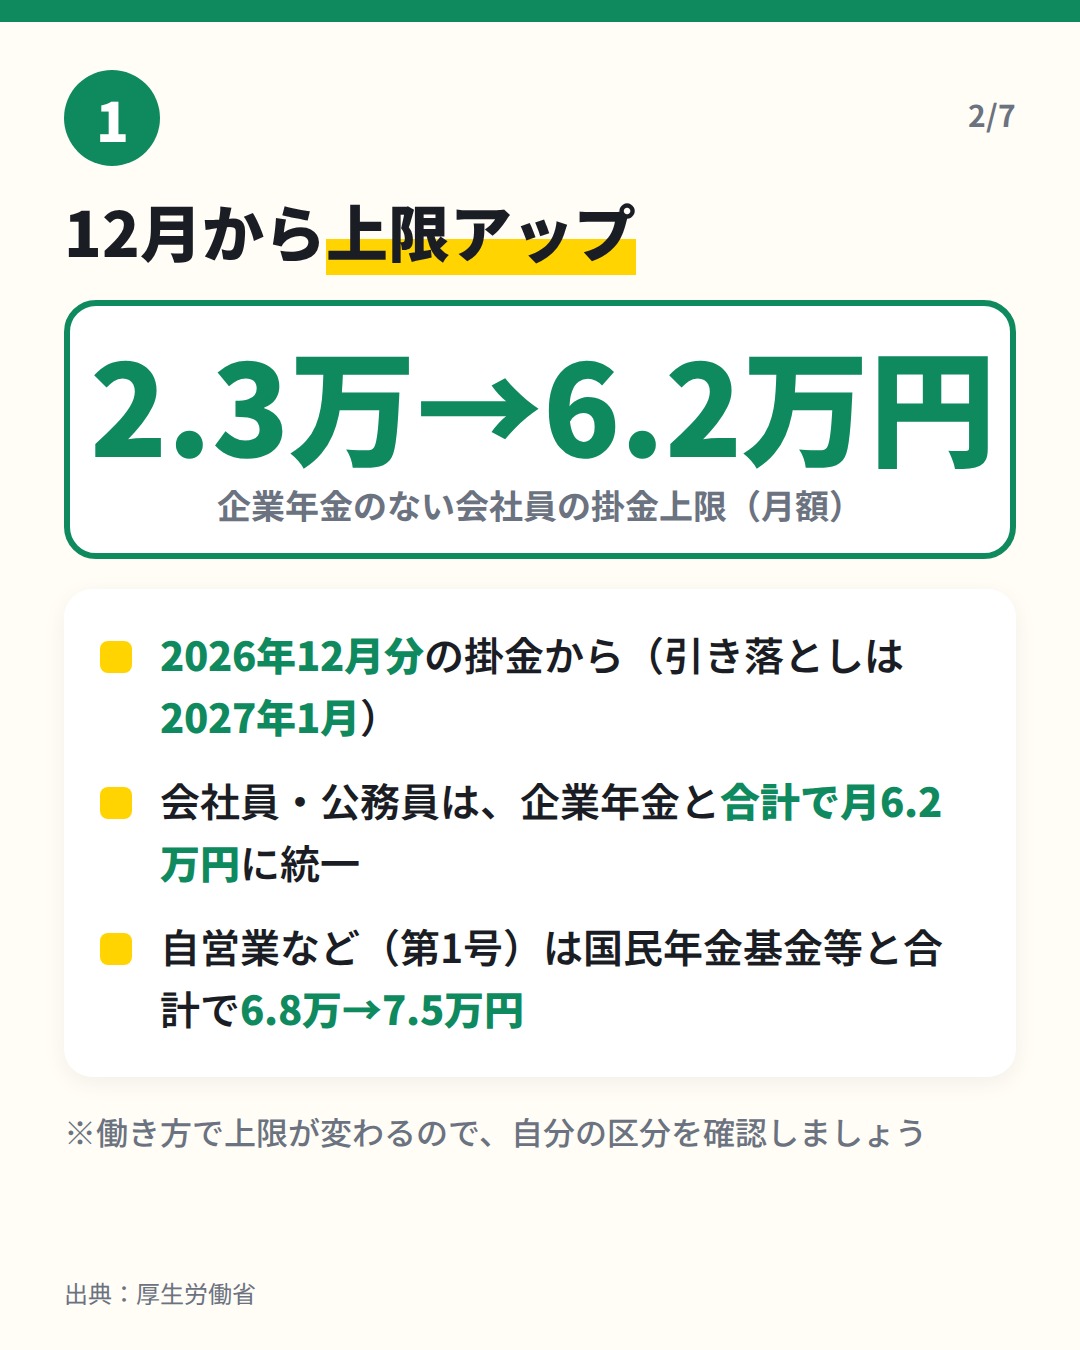 1
2/7
12月から上限アップ
2.3万→6.2万円
企業年金のない会社員の掛金上限（月額）
2026年12月分の掛金から（引き落としは
2027年1月）
会社員・公務員は、企業年金と合計で月6.2
万円に統一
自営業など（第1号）は国民年金基金等と合
計で6.8万→7.5万円
※働き方で上限が変わるので、自分の区分を確認しましょう
出典：厚生労働省